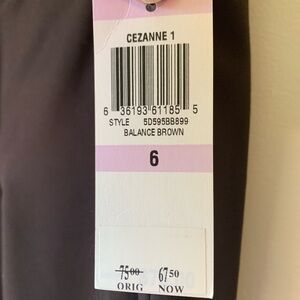 CEZANNE 1
6 36193 61185 5
STYLE 5D595BB899
BALANCE BROWN
6
75 00 67 50
ORIG NOW